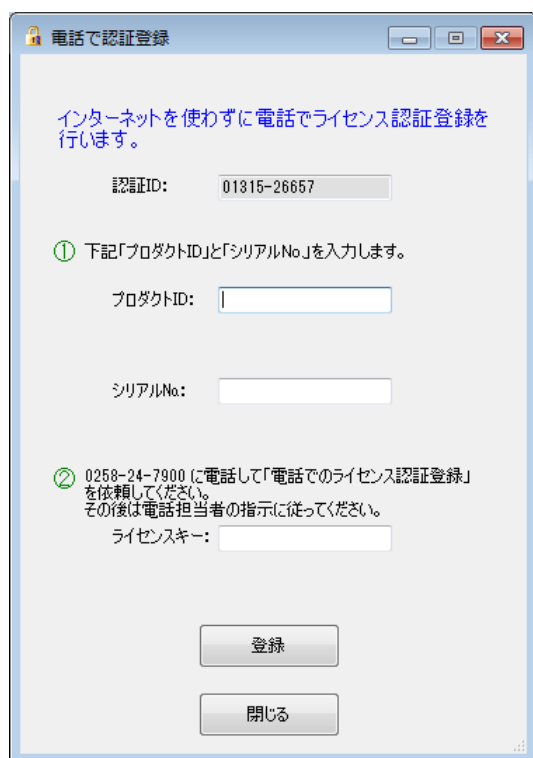 電話で認証登録
インターネットを使わずに電話でライセンス認証登録を
行います。
認証ID: 01315-26657
① 下記「プロダクトID」と「シリアルNo.」を入力します。
プロダクトID:
シリアルNo.:
② 0258-24-7900 に電話して「電話でのライセンス認証登録」
を依頼してください。
その後は電話担当者の指示に従ってください。
ライセンスキー:
登録
閉じる